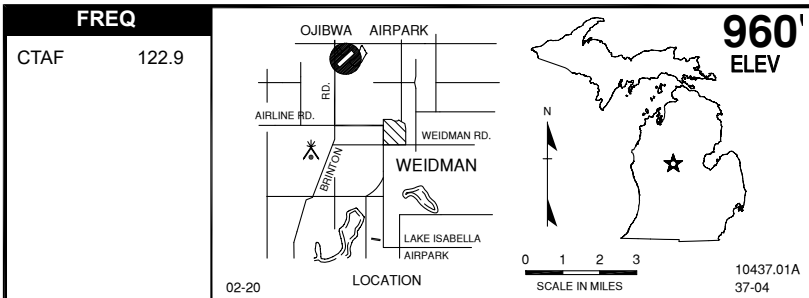 FREQ
CTAF 122.9
OJIBWA AIRPARK
RD.
AIRLINE RD.
WEIDMAN RD.
BRINTON
WEIDMAN
LAKE ISABELLA
AIRPARK
LOCATION
02-20
N
0 1 2 3
SCALE IN MILES
960'
ELEV
10437.01A
37-04